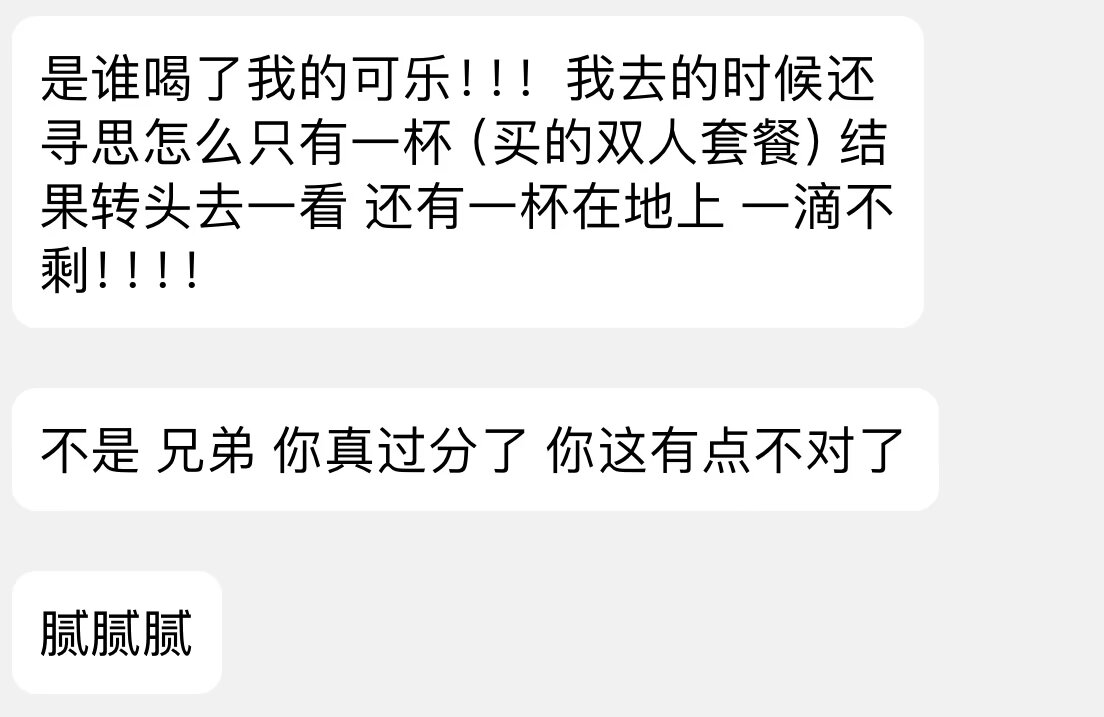 是谁喝了我的可乐！！！ 我去的时候还
寻思怎么只有一杯（买的双人套餐）结
果转头去一看 还有一杯在地上 一滴不
剩！！！！
不是 兄弟 你真过分了 你这有点不对了
腻腻腻